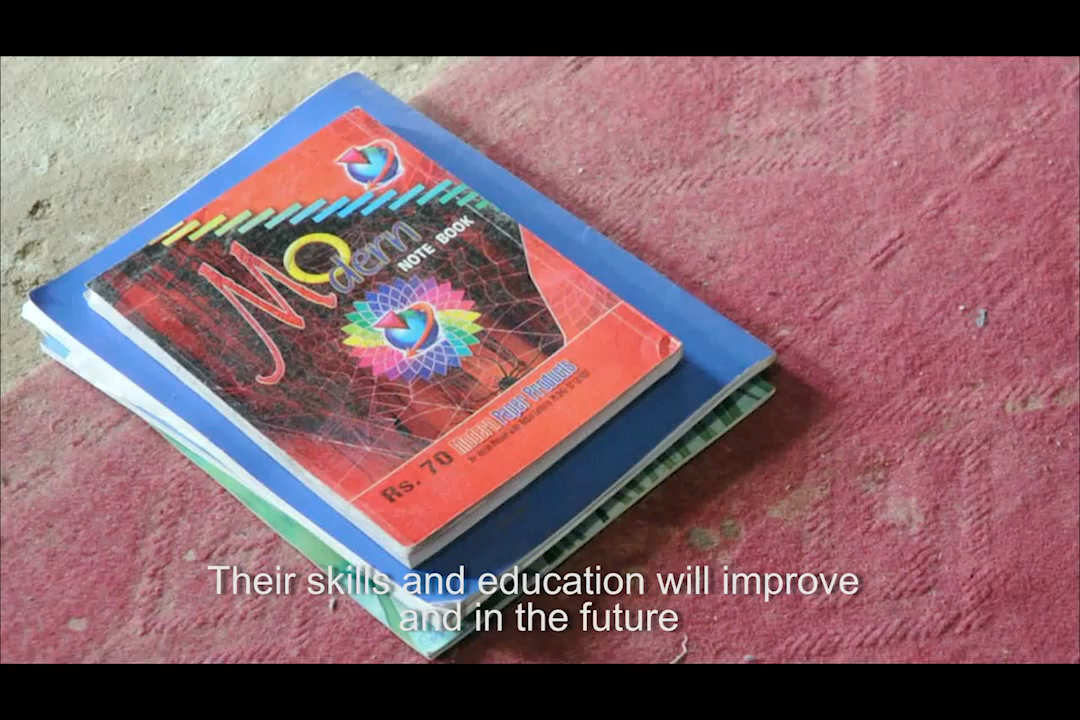 Modern
NOTE BOOK
Modern Paper Products
Rs. 70
Their skills and education will improve
and in the future